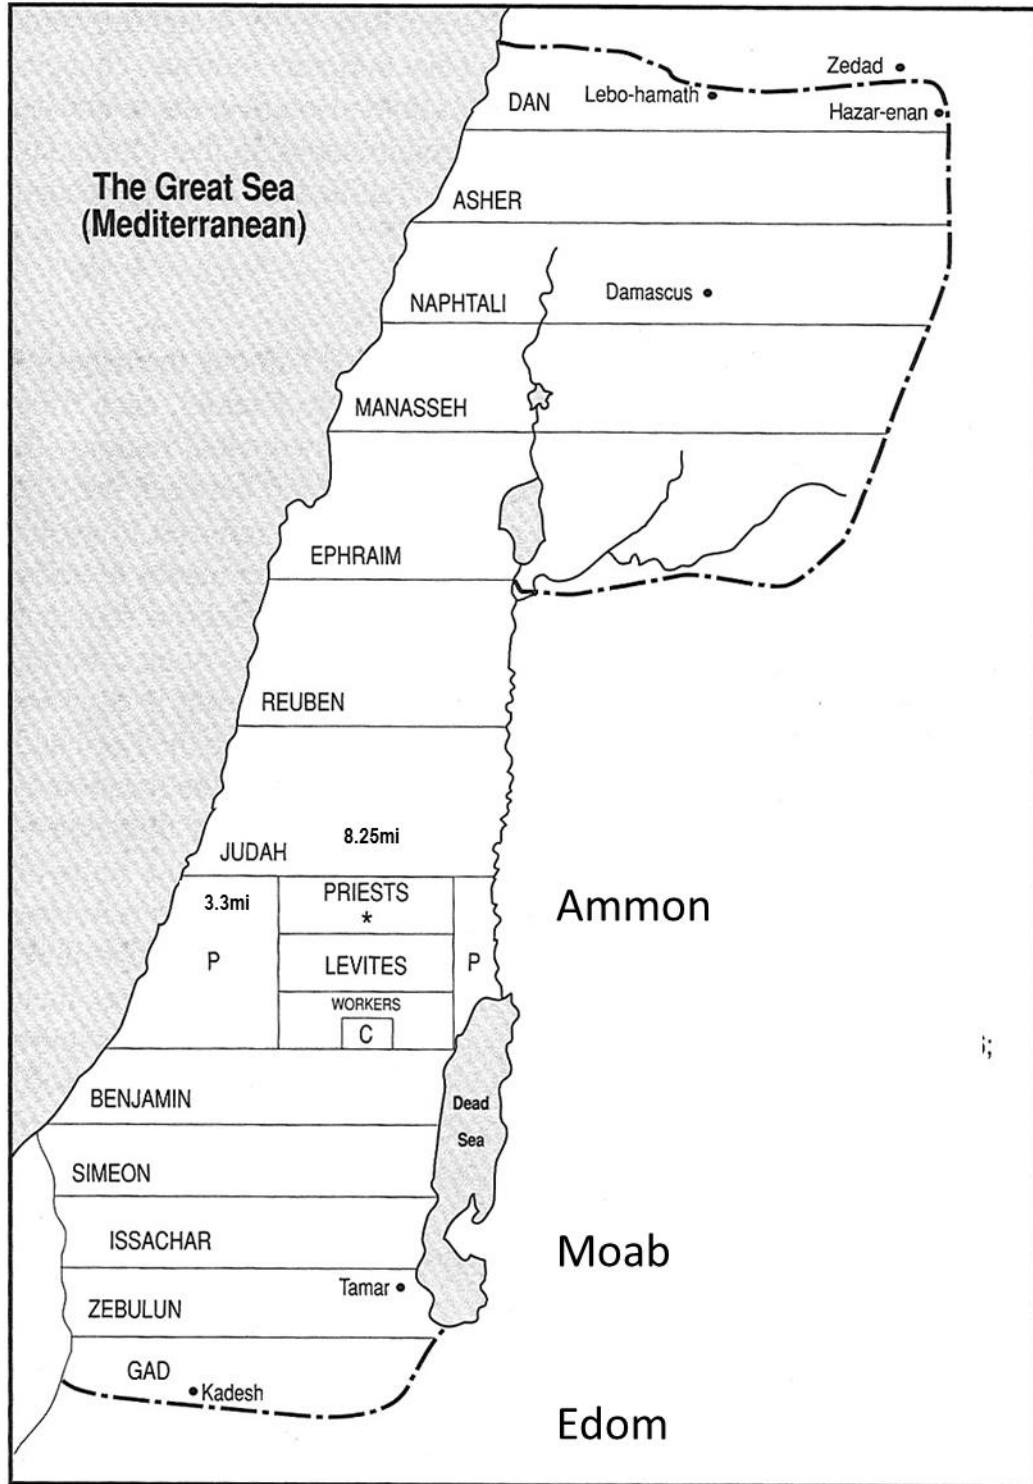 Zedad
DAN
Lebo-hamath
Hazar-enan
The Great Sea
(Mediterranean)
ASHER
NAPHTALI
Damascus
MANASSEH
EPHRAIM
REUBEN
JUDAH
8.25mi
3.3mi
PRIESTS
*
Ammon
P
LEVITES
P
WORKERS
C
BENJAMIN
Dead
Sea
SIMEON
ISSACHAR
Moab
Tamar
ZEBULUN
GAD
Kadesh
Edom